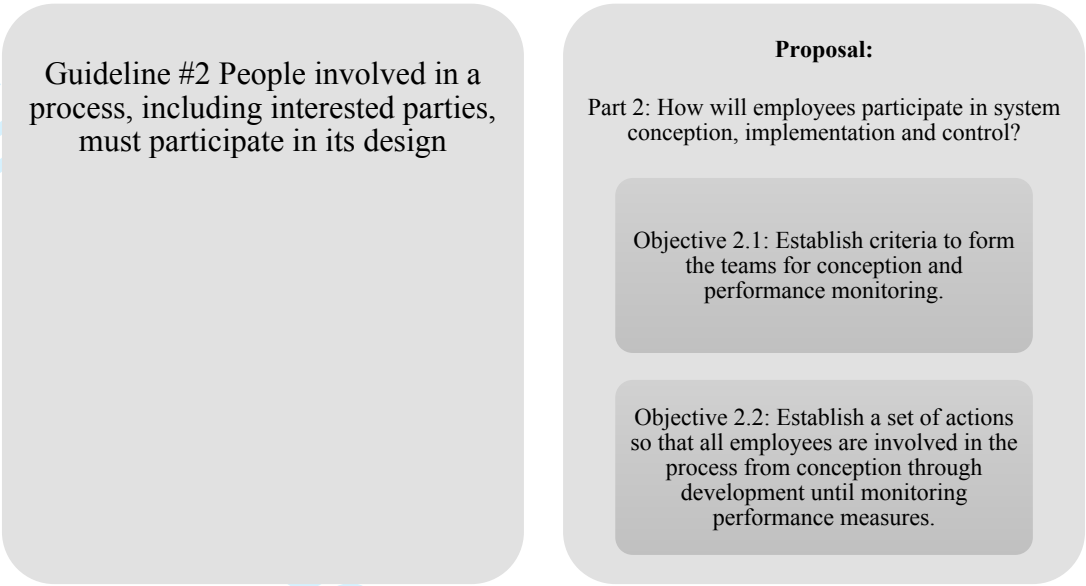 Guideline #2 People involved in a
process, including interested parties,
must participate in its design
Proposal:
Part 2: How will employees participate in system
conception, implementation and control?
Objective 2.1: Establish criteria to form
the teams for conception and
performance monitoring.
Objective 2.2: Establish a set of actions
so that all employees are involved in the
process from conception through
development until monitoring
performance measures.